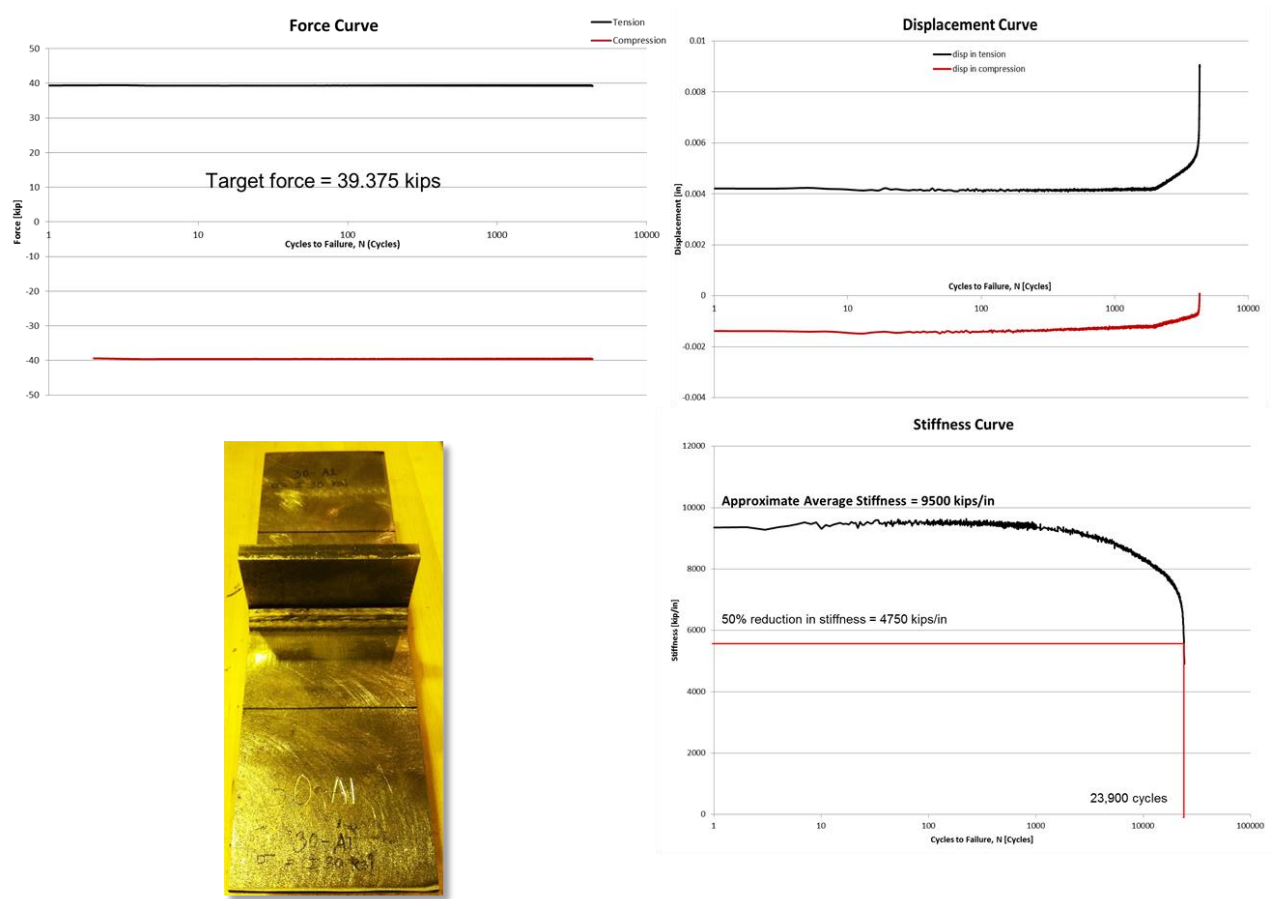 Force Curve
Tension
Compression
50
40
30
20
10
0
-10
-20
-30
-40
-50
Force [kip]
Target force = 39.375 kips
1
10
100
1000
10000
Cycles to Failure, N (Cycles)
Displacement Curve
disp in tension
disp in compression
0.01
0.008
0.006
0.004
0.002
0
-0.002
-0.004
Displacement [in]
Cycles to Failure, N [Cycles]
1
10
100
1000
10000
30-A1
30-A1
30-A1
Stiffness Curve
12000
10000
8000
6000
4000
2000
0
Stiffness [kip/in]
Approximate Average Stiffness = 9500 kips/in
50% reduction in stiffness = 4750 kips/in
23,900 cycles
1
10
100
1000
10000
100000
Cycles to Failure, N [Cycles]